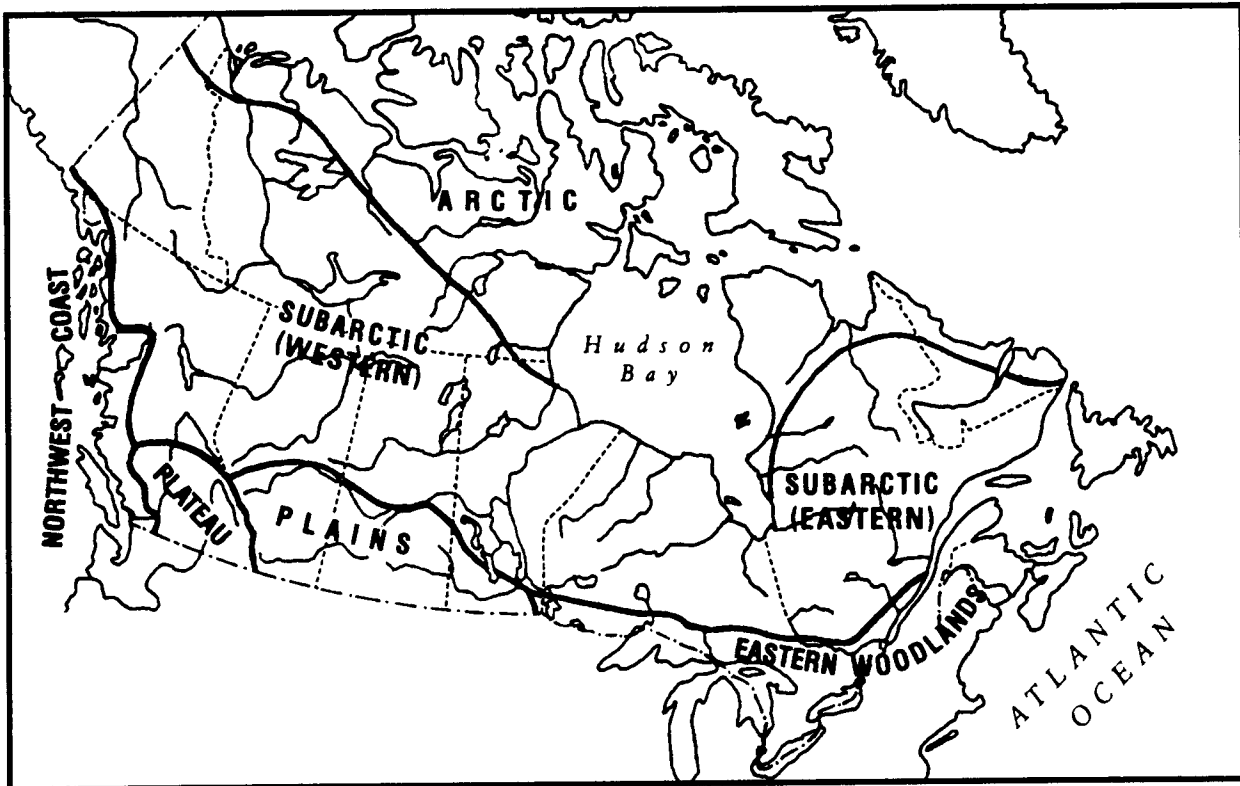 ARCTIC
NORTHWEST COAST
SUBARCTIC
(WESTERN)
Hudson
Bay
PLATEAU
PLAINS
SUBARCTIC
(EASTERN)
EASTERN WOODLANDS
ATLANTIC
OCEAN